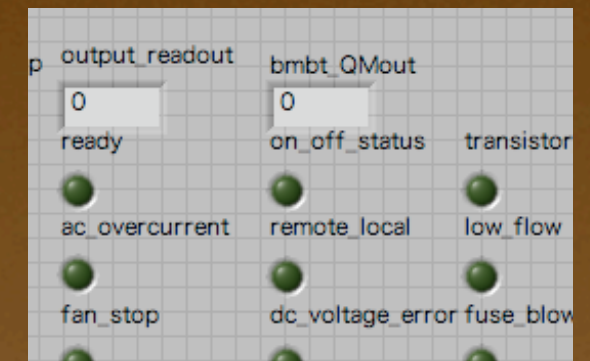 p output_readout bmbt_QMout
0 0
ready on_off_status transistor
ac_overcurrent remote_local low_flow
fan_stop dc_voltage_error fuse_blow